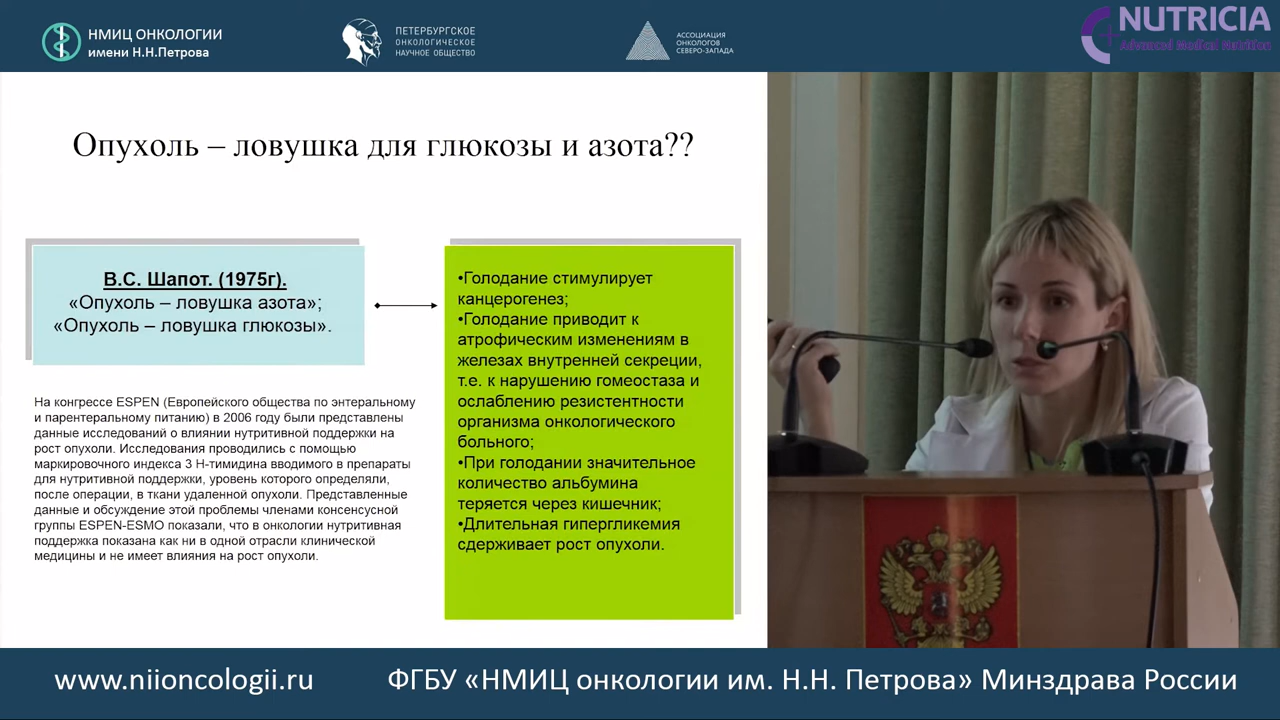 НМИЦ ОНКОЛОГИИ
имени Н.Н.Петрова
ПЕТЕРБУРГСКОЕ
ОНКОЛОГИЧЕСКОЕ
НАУЧНОЕ ОБЩЕСТВО
АССОЦИАЦИЯ
ОНКОЛОГОВ
СЕВЕРО-ЗАПАДА
NUTRICIA
Advanced Medical Nutrition
Опухоль – ловушка для глюкозы и азота??
В.С. Шапот. (1975г).
«Опухоль – ловушка азота»;
«Опухоль – ловушка глюкозы».
На конгрессе ESPEN (Европейского общества по энтеральному
и парентеральному питанию) в 2006 году были представлены
данные исследований о влиянии нутритивной поддержки на
рост опухоли. Исследования проводились с помощью
маркировочного индекса 3 Н-тимидина вводимого в препараты
для нутритивной поддержки, уровень которого определяли,
после операции, в ткани удаленной опухоли. Представленные
данные и обсуждение этой проблемы членами консенсусной
группы ESPEN-ESMO показали, что в онкологии нутритивная
поддержка показана как ни в одной отрасли клинической
медицины и не имеет влияния на рост опухоли.
•Голодание стимулирует
канцерогенез;
•Голодание приводит к
атрофическим изменениям в
железах внутренней секреции,
т.е. к нарушению гомеостаза и
ослаблению резистентности
организма онкологического
больного;
•При голодании значительное
количество альбумина
теряется через кишечник;
•Длительная гипергликемия
сдерживает рост опухоли.
www.niioncologii.ru
ФГБУ «НМИЦ онкологии им. Н.Н. Петрова» Минздрава России